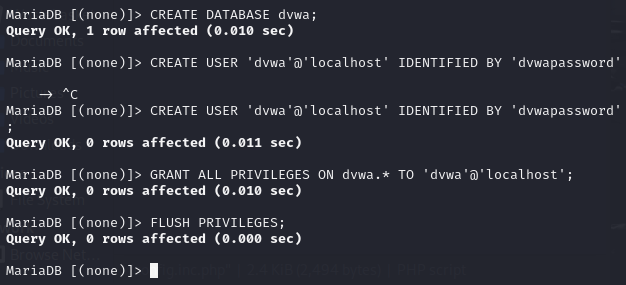 MariaDB [(none)]> CREATE DATABASE dvwa;
Query OK, 1 row affected (0.010 sec)
MariaDB [(none)]> CREATE USER 'dvwa'@'localhost' IDENTIFIED BY 'dvwapassword'
    -> ^C
MariaDB [(none)]> CREATE USER 'dvwa'@'localhost' IDENTIFIED BY 'dvwapassword'
;
Query OK, 0 rows affected (0.011 sec)
MariaDB [(none)]> GRANT ALL PRIVILEGES ON dvwa.* TO 'dvwa'@'localhost';
Query OK, 0 rows affected (0.010 sec)
MariaDB [(none)]> FLUSH PRIVILEGES;
Query OK, 0 rows affected (0.000 sec)
Browse Net...
MariaDB [(none)]>